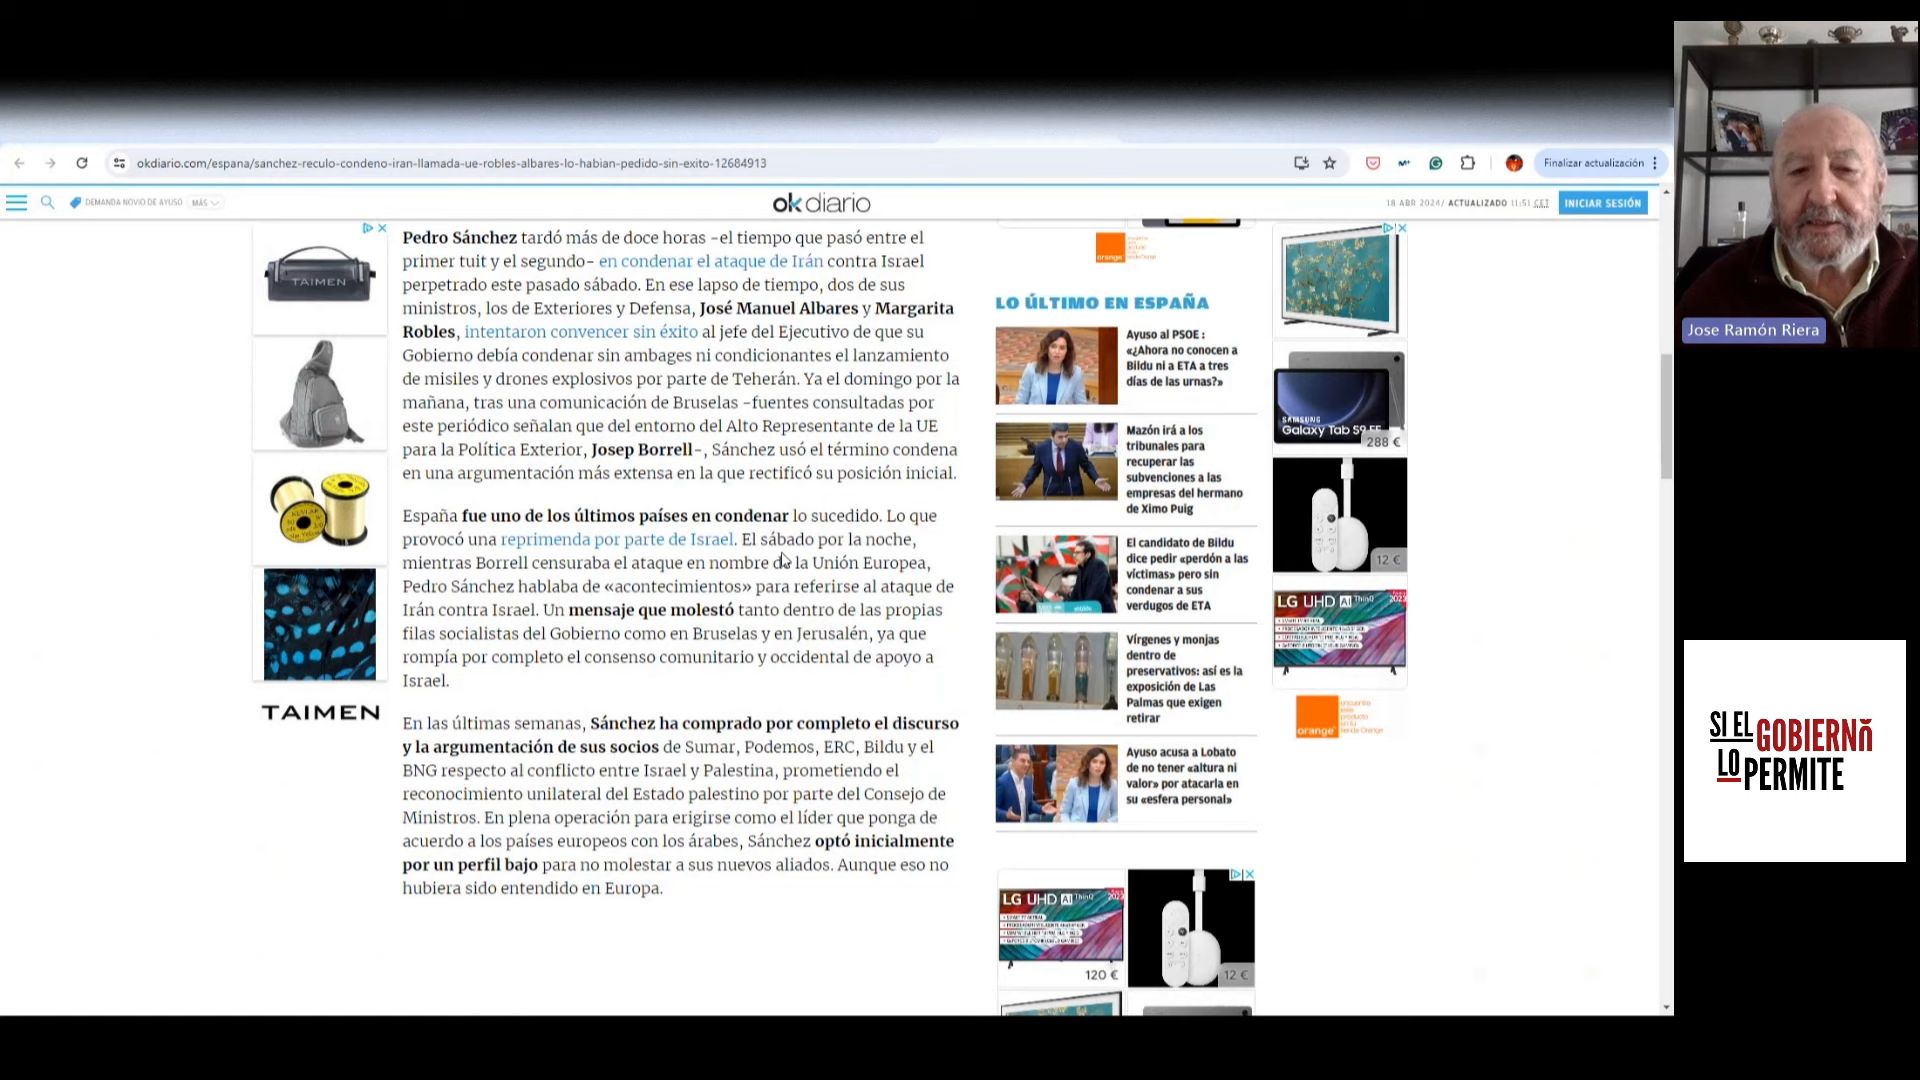 okdiario.com/espana/sanchez-reculo-condeno-iran-llamada-ue-robles-albares-lo-habian-pedido-sin-exito-12684913
Finalizar actualización
DEMANDA NOVIO DE AYUSO
MÁS
okdiario
18 ABR 2024/ ACTUALIZADO 11:51 CET
INICIAR SESIÓN
TAIMEN
TAIMEN
Pedro Sánchez tardó más de doce horas -el tiempo que pasó entre el
primer tuit y el segundo- en condenar el ataque de Irán contra Israel
perpetrado este pasado sábado. En ese lapso de tiempo, dos de sus
ministros, los de Exteriores y Defensa, José Manuel Albares y Margarita
Robles, intentaron convencer sin éxito al jefe del Ejecutivo de que su
Gobierno debía condenar sin ambages ni condicionantes el lanzamiento
de misiles y drones explosivos por parte de Teherán. Ya el domingo por la
mañana, tras una comunicación de Bruselas -fuentes consultadas por
este periódico señalan que del entorno del Alto Representante de la UE
para la Política Exterior, Josep Borrell-, Sánchez usó el término condena
en una argumentación más extensa en la que rectificó su posición inicial.
España fue uno de los últimos países en condenar lo sucedido. Lo que
provocó una reprimenda por parte de Israel. El sábado por la noche,
mientras Borrell censuraba el ataque en nombre de la Unión Europea,
Pedro Sánchez hablaba de «acontecimientos» para referirse al ataque de
Irán contra Israel. Un mensaje que molestó tanto dentro de las propias
filas socialistas del Gobierno como en Bruselas y en Jerusalén, ya que
rompía por completo el consenso comunitario y occidental de apoyo a
Israel.
En las últimas semanas, Sánchez ha comprado por completo el discurso
y la argumentación de sus socios de Sumar, Podemos, ERC, Bildu y el
BNG respecto al conflicto entre Israel y Palestina, prometiendo el
reconocimiento unilateral del Estado palestino por parte del Consejo de
Ministros. En plena operación para erigirse como el líder que ponga de
acuerdo a los países europeos con los árabes, Sánchez optó inicialmente
por un perfil bajo para no molestar a sus nuevos aliados. Aunque eso no
hubiera sido entendido en Europa.
orange
LO ÚLTIMO EN ESPAÑA
Ayuso al PSOE :
«¿Ahora no conocen a
Bildu ni a ETA a tres
días de las urnas?»
Mazón irá a los
tribunales para
recuperar las
subvenciones a las
empresas del hermano
de Ximo Puig
El candidato de Bildu
dice pedir «perdón a las
víctimas» pero sin
condenar a sus
verdugos de ETA
Vírgenes y monjas
dentro de
preservativos: así es la
exposición de Las
Palmas que exigen
retirar
Ayuso acusa a Lobato
de no tener «altura ni
valor» por atacarla en
su «esfera personal»
LG UHD AI ThinQ
120 €
12 €
SAMSUNG
Galaxy Tab S9 FE
288 €
12 €
LG UHD AI ThinQ
orange
Jose Ramón Riera
SI EL GOBIERNO
LO PERMITE